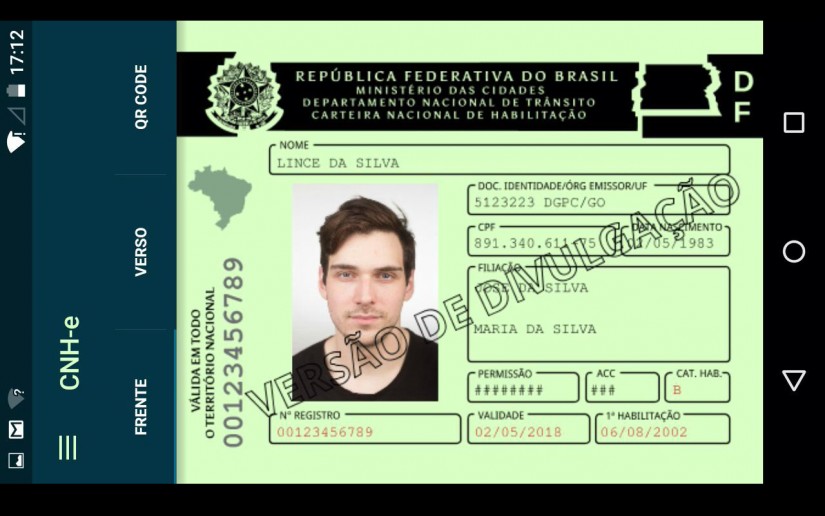 17:12
CNH-e
FRENTE
VERSO
QR CODE
REPÚBLICA FEDERATIVA DO BRASIL
MINISTÉRIO DAS CIDADES
DEPARTAMENTO NACIONAL DE TRÂNSITO
CARTEIRA NACIONAL DE HABILITAÇÃO
DF
NOME
LINCE DA SILVA
DOC. IDENTIDADE/ÓRG EMISSOR/UF
5123223 DGPC/GO
CPF
891.340.611-75
DATA NASCIMENTO
/05/1983
FILIAÇÃO
JOSE DA SILVA
MARIA DA SILVA
PERMISSÃO
########
ACC
###
CAT. HAB.
B
VÁLIDA EM TODO
O TERRITÓRIO NACIONAL
00123456789
Nº REGISTRO
00123456789
VALIDADE
02/05/2018
1ª HABILITAÇÃO
06/08/2002
VERSÃO DE DIVULGAÇÃO